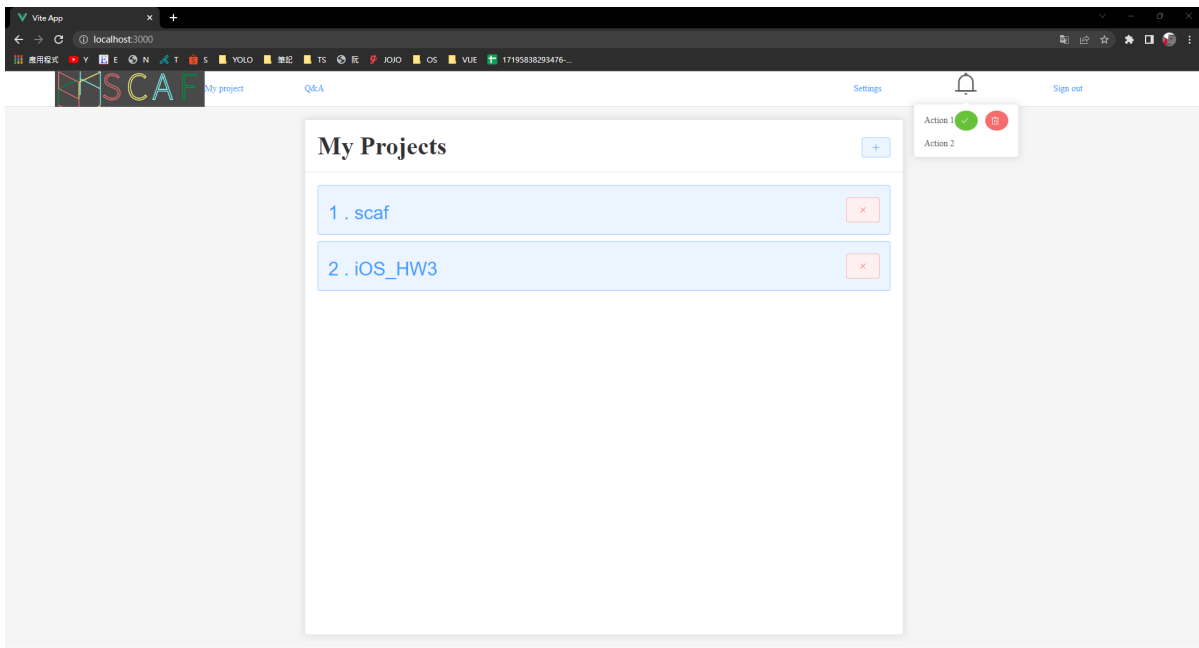 Vite App
localhost:3000
應用程式 Y E N T S YOLO 筆記 TS 阮 JOJO OS VUE 17195838293476-...
SCAF My project Q&A Settings Sign out
Action 1
Action 2
My Projects
1 . scaf
2 . iOS_HW3